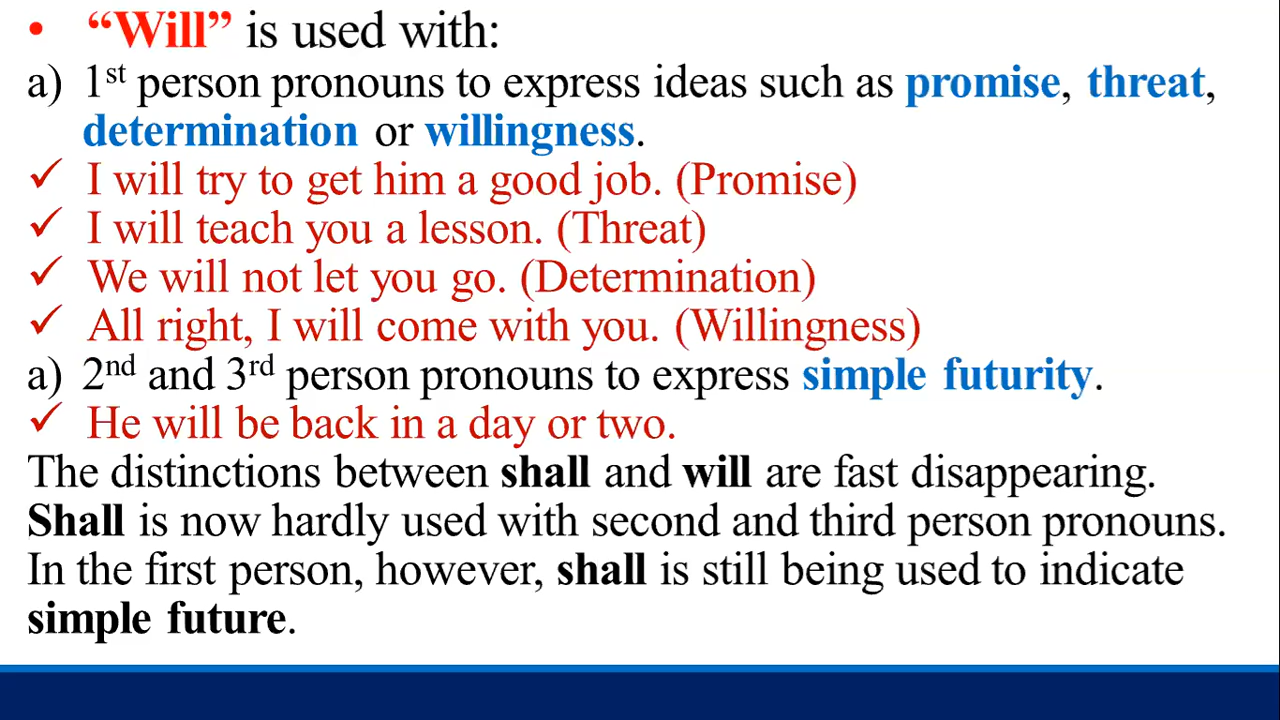 • “Will” is used with:
a) 1st person pronouns to express ideas such as promise, threat,
determination or willingness.
✓ I will try to get him a good job. (Promise)
✓ I will teach you a lesson. (Threat)
✓ We will not let you go. (Determination)
✓ All right, I will come with you. (Willingness)
a) 2nd and 3rd person pronouns to express simple futurity.
✓ He will be back in a day or two.
The distinctions between shall and will are fast disappearing.
Shall is now hardly used with second and third person pronouns.
In the first person, however, shall is still being used to indicate
simple future.